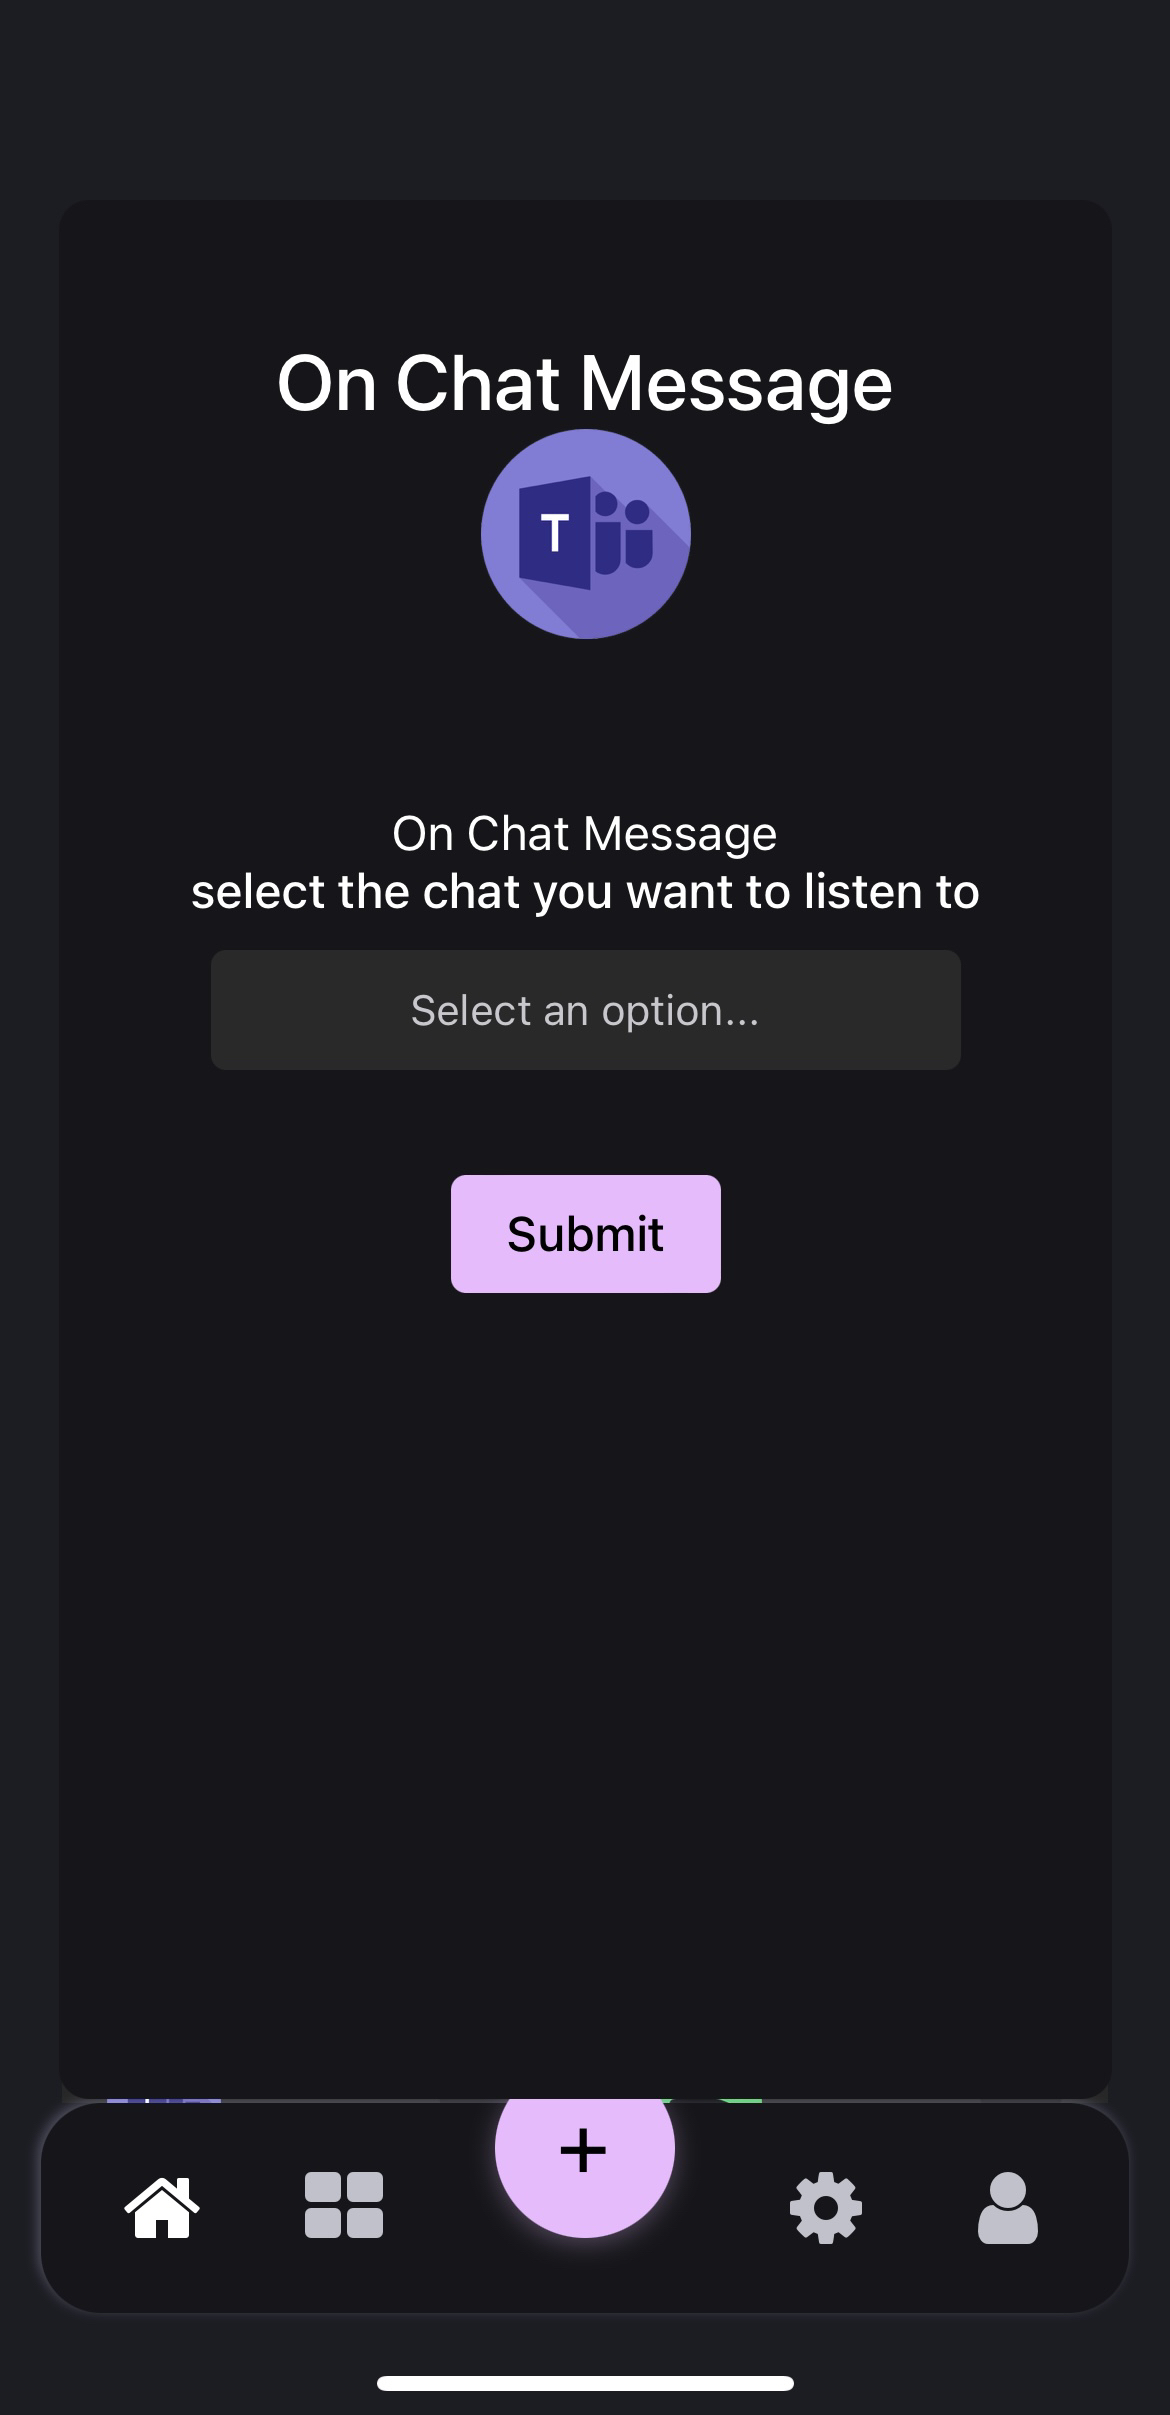 On Chat Message
T
On Chat Message
select the chat you want to listen to
Select an option...
Submit
+